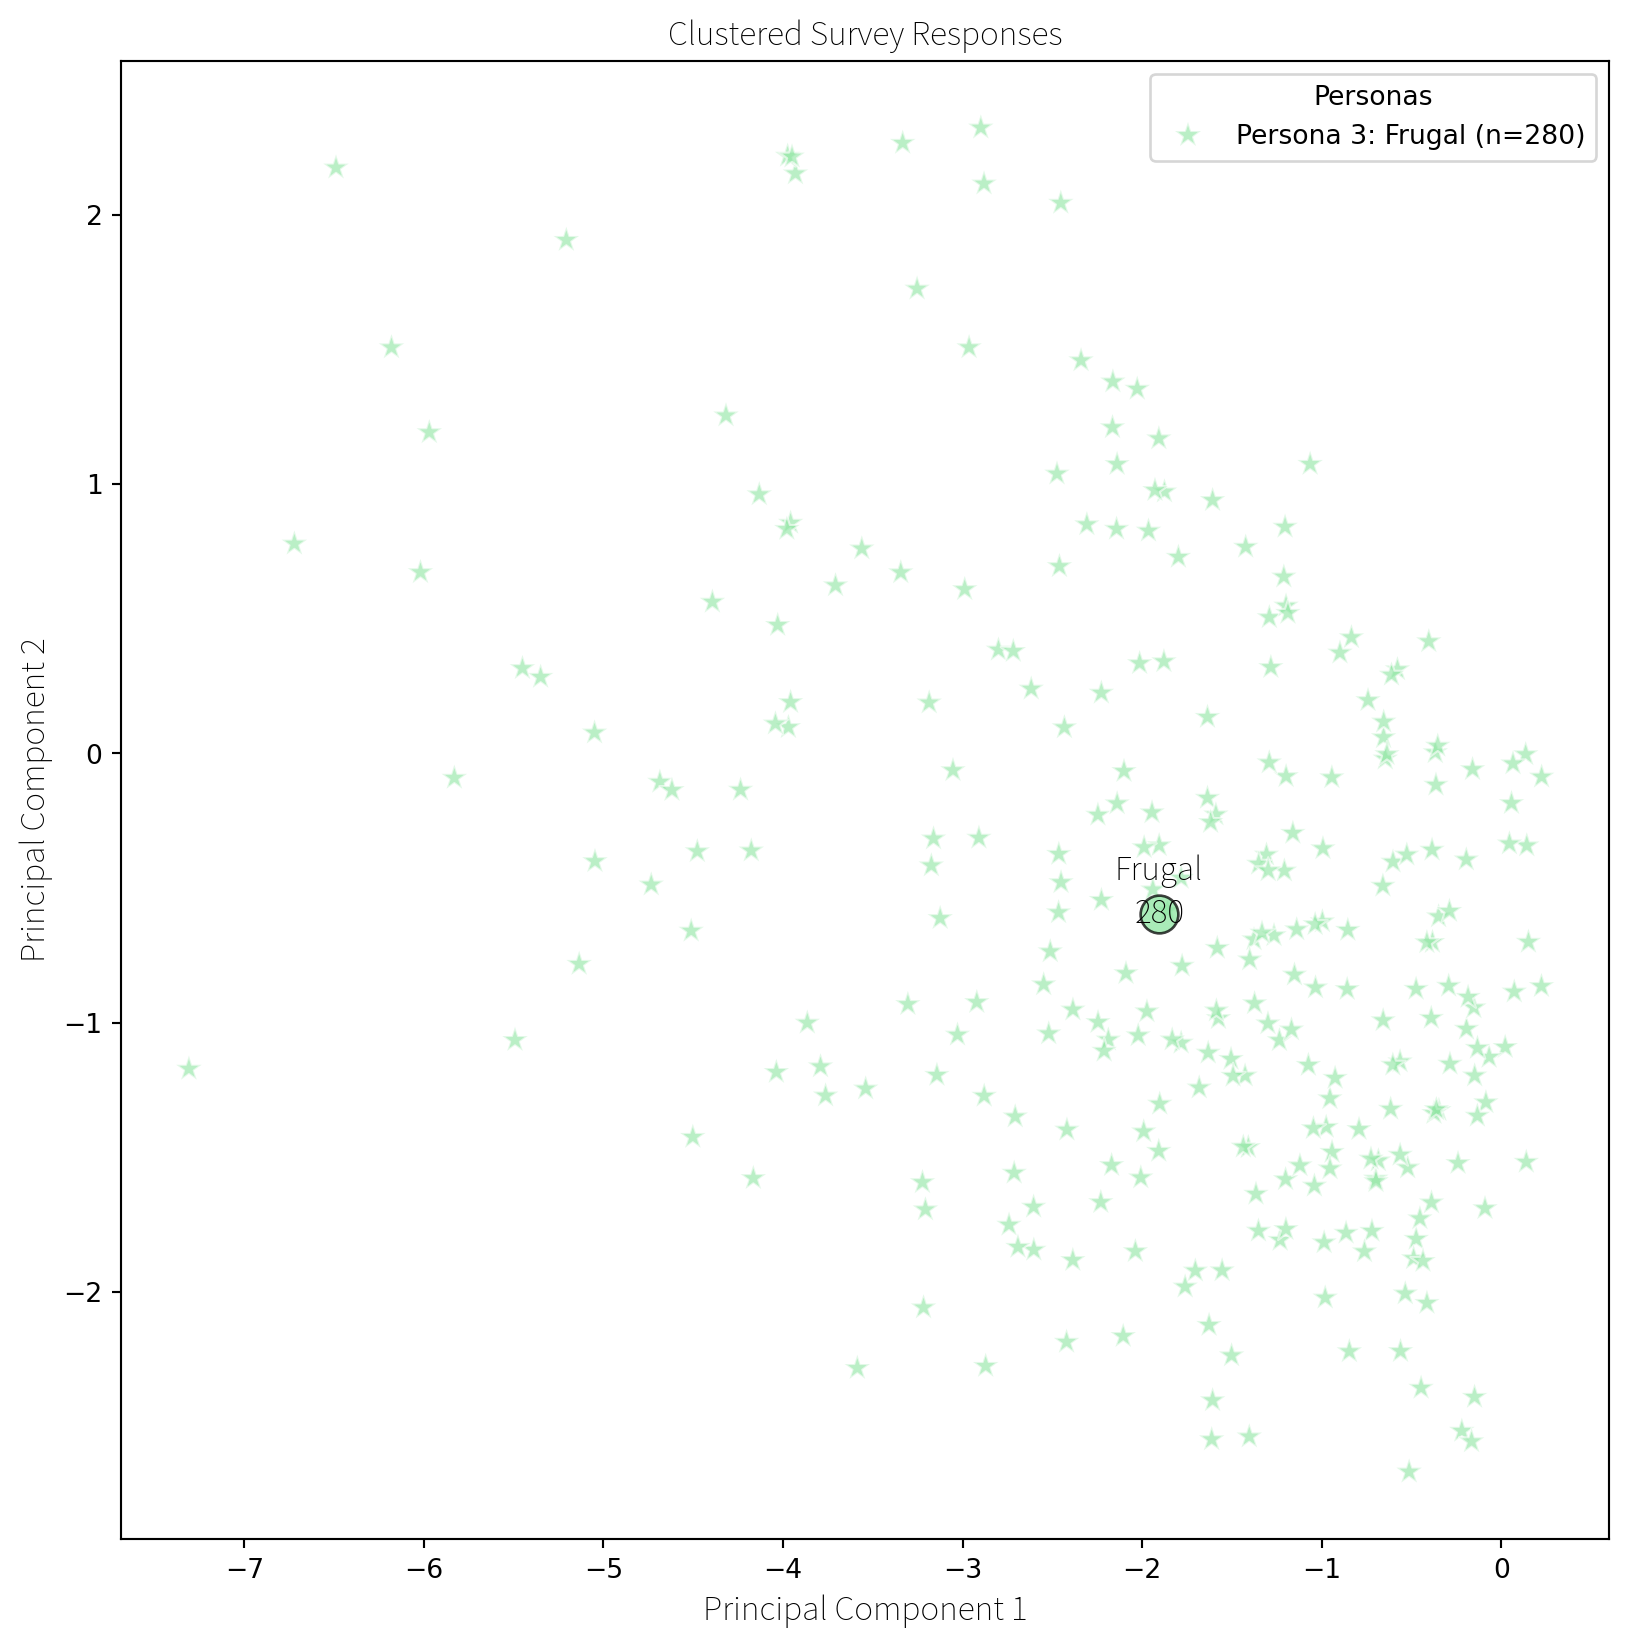 Clustered Survey Responses
Personas
Persona 3: Frugal (n=280)
2
1
0
−1
−2
Principal Component 2
Frugal
280
−7
−6
−5
−4
−3
−2
−1
0
Principal Component 1